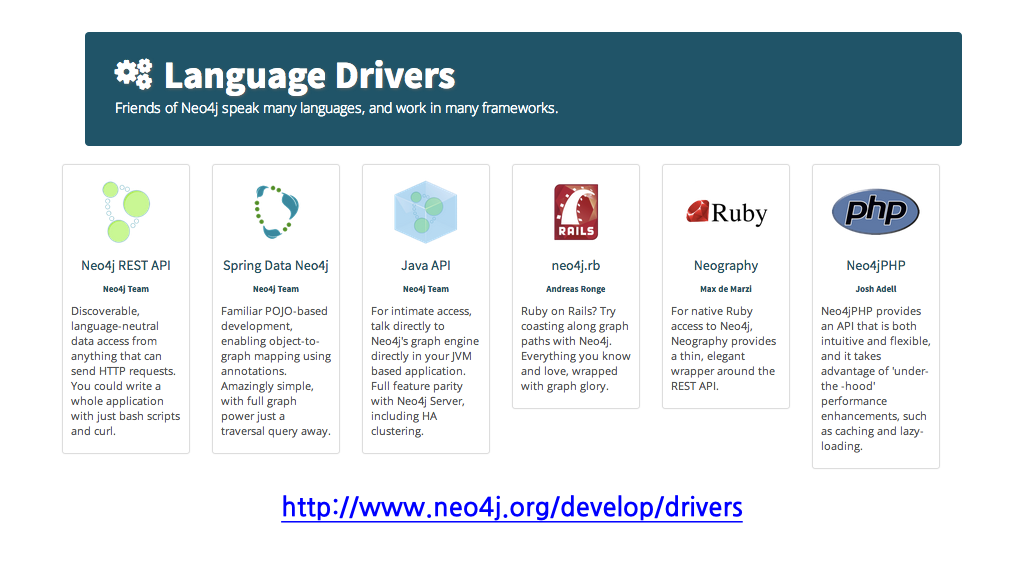 Language Drivers
Friends of Neo4j speak many languages, and work in many frameworks.
Neo4j REST API
Neo4j Team
Discoverable,
language-neutral
data access from
anything that can
send HTTP requests.
You could write a
whole application
with just bash scripts
and curl.
Spring Data Neo4j
Neo4j Team
Familiar POJO-based
development,
enabling object-to-
graph mapping using
annotations.
Amazingly simple,
with full graph
power just a
traversal query away.
Java API
Neo4j Team
For intimate access,
talk directly to
Neo4j's graph engine
directly in your JVM
based application.
Full feature parity
with Neo4j Server,
including HA
clustering.
RAILS
neo4j.rb
Andreas Ronge
Ruby on Rails? Try
coasting along graph
paths with Neo4j.
Everything you know
and love, wrapped
with graph glory.
Ruby
Neography
Max de Marzi
For native Ruby
access to Neo4j,
Neography provides
a thin, elegant
wrapper around the
REST API.
php
Neo4jPHP
Josh Adell
Neo4jPHP provides
an API that is both
intuitive and flexible,
and it takes
advantage of 'under-
the -hood'
performance
enhancements, such
as caching and lazy-
loading.
http://www.neo4j.org/develop/drivers